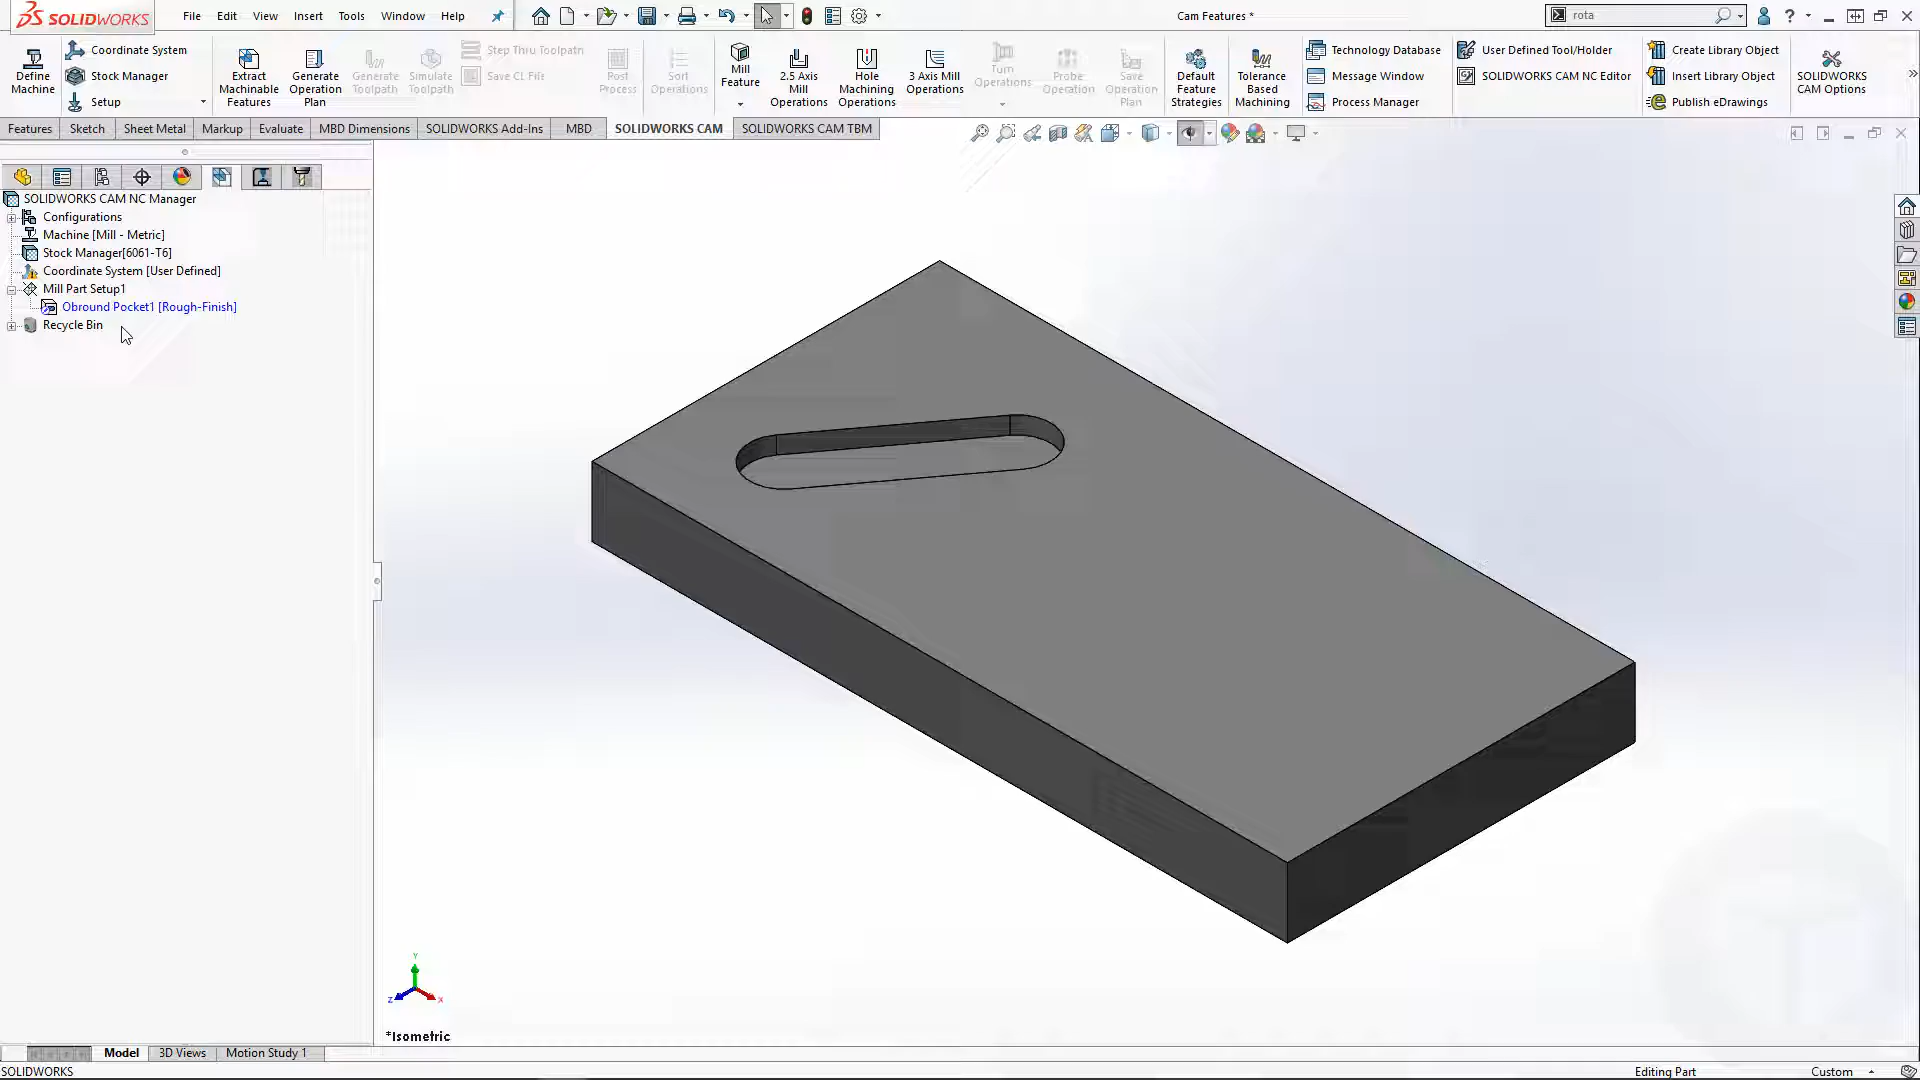 SOLIDWORKS File Edit View Insert Tools Window Help Cam Features * rota
Define Machine
Coordinate System
Stock Manager
Setup
Extract Machinable Features
Generate Operation Plan
Generate Toolpath
Simulate Toolpath
Step Thru Toolpath
Save CL File
Post Process
Sort Operations
Mill Feature
2.5 Axis Mill Operations
Hole Machining Operations
3 Axis Mill Operations
Turn Operations
Probe Operation
Save Operation Plan
Default Feature Strategies
Tolerance Based Machining
Technology Database
Message Window
Process Manager
User Defined Tool/Holder
SOLIDWORKS CAM NC Editor
Create Library Object
Insert Library Object
Publish eDrawings
SOLIDWORKS CAM Options
Features Sketch Sheet Metal Markup Evaluate MBD Dimensions SOLIDWORKS Add-Ins MBD SOLIDWORKS CAM SOLIDWORKS CAM TBM
SOLIDWORKS CAM NC Manager
Configurations
Machine [Mill - Metric]
Stock Manager[6061-T6]
Coordinate System [User Defined]
Mill Part Setup1
Obround Pocket1 [Rough-Finish]
Recycle Bin
Y
Z X
*Isometric
Model 3D Views Motion Study 1
SOLIDWORKS Editing Part Custom